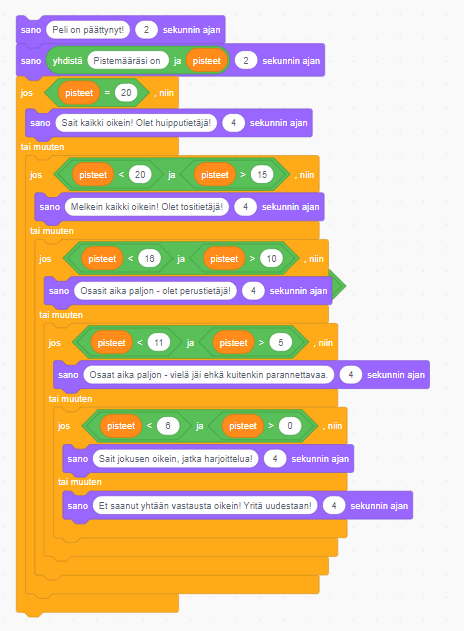 sano Peli on päättynyt! 2 sekunnin ajan
sano yhdistä Pistemääräsi on ja pisteet 2 sekunnin ajan
jos pisteet = 20 , niin
sano Sait kaikki oikein! Olet huipputietäjä! 4 sekunnin ajan
tai muuten
jos pisteet < 20 ja pisteet > 15 , niin
sano Melkein kaikki oikein! Olet tositietäjä! 4 sekunnin ajan
tai muuten
jos pisteet < 16 ja pisteet > 10 , niin
sano Osasit aika paljon - olet perustietäjä! 4 sekunnin ajan
tai muuten
jos pisteet < 11 ja pisteet > 5 , niin
sano Osaat aika paljon - vielä jäi ehkä kuitenkin parannettavaa. 4 sekunnin ajan
tai muuten
jos pisteet < 6 ja pisteet > 0 , niin
sano Sait jokusen oikein, jatka harjoittelua! 4 sekunnin ajan
tai muuten
sano Et saanut yhtään vastausta oikein! Yritä uudestaan! 4 sekunnin ajan